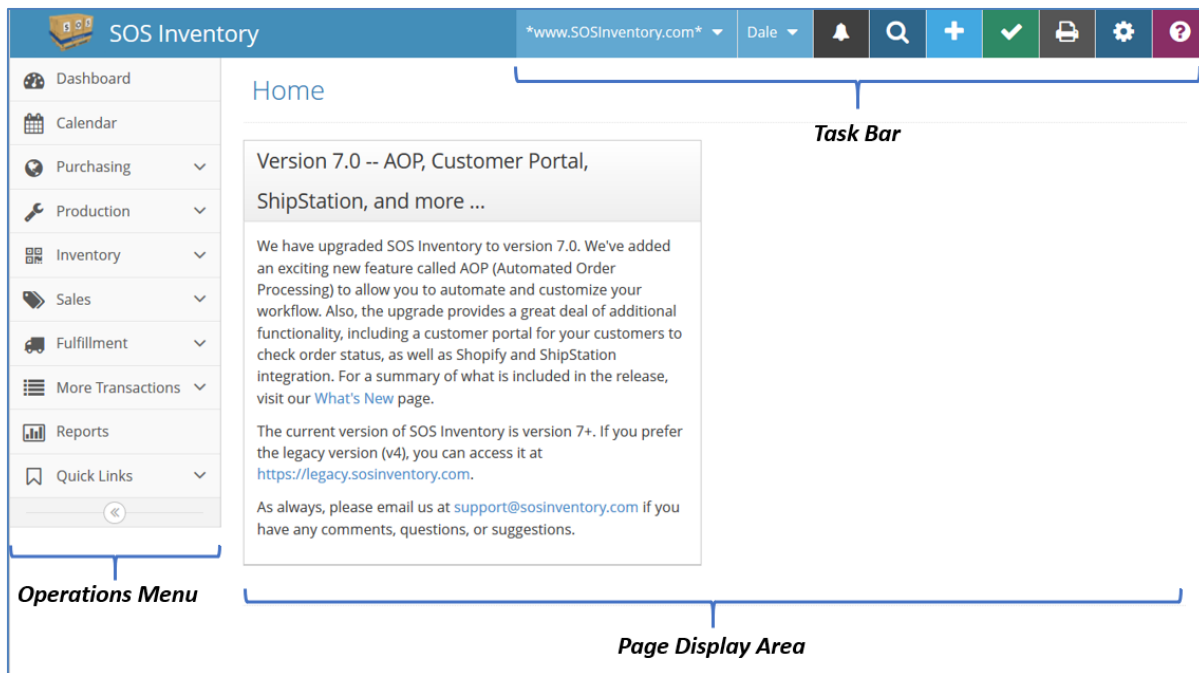 SOS Inventory
*www.SOSInventory.com*
Dale
Dashboard
Calendar
Purchasing
Production
Inventory
Sales
Fulfillment
More Transactions
Reports
Quick Links
Operations Menu
Home
Task Bar
Version 7.0 -- AOP, Customer Portal,
ShipStation, and more ...
We have upgraded SOS Inventory to version 7.0. We've added
an exciting new feature called AOP (Automated Order
Processing) to allow you to automate and customize your
workflow. Also, the upgrade provides a great deal of additional
functionality, including a customer portal for your customers to
check order status, as well as Shopify and ShipStation
integration. For a summary of what is included in the release,
visit our What's New page.
The current version of SOS Inventory is version 7+. If you prefer
the legacy version (v4), you can access it at
https://legacy.sosinventory.com.
As always, please email us at support@sosinventory.com if you
have any comments, questions, or suggestions.
Page Display Area